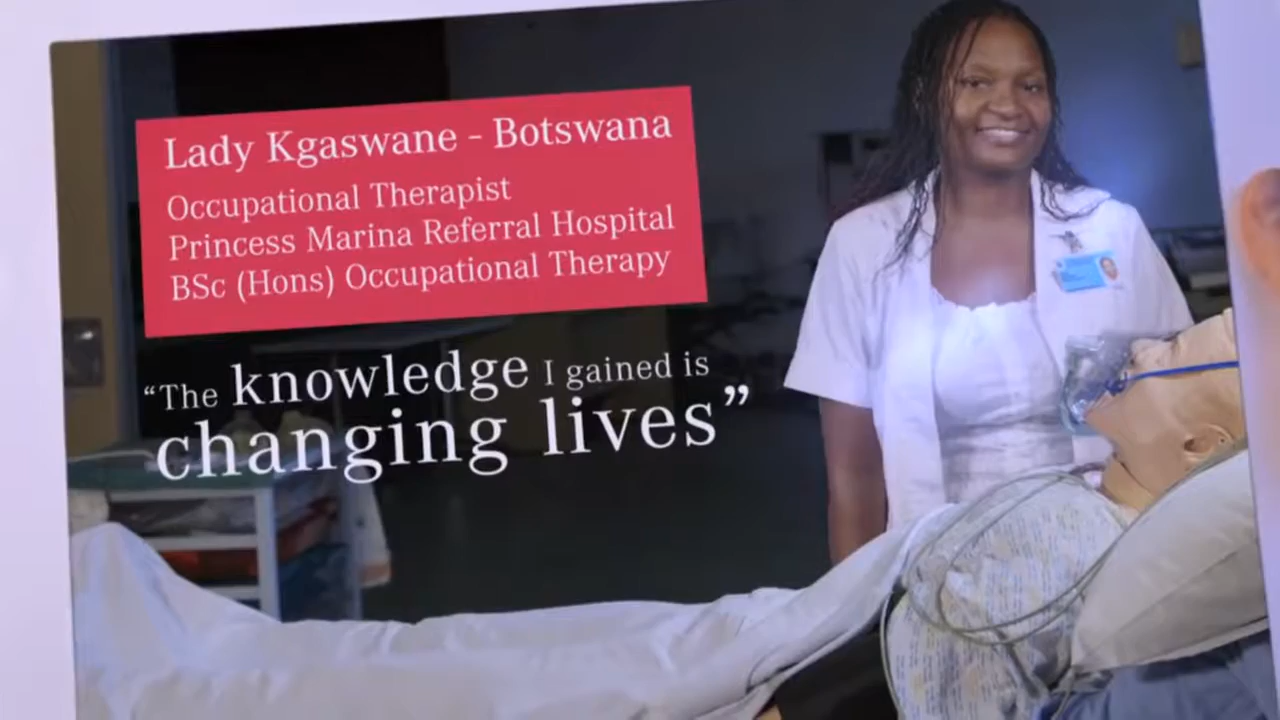 Lady Kgaswane - Botswana
Occupational Therapist
Princess Marina Referral Hospital
BSc (Hons) Occupational Therapy
“The knowledge I gained is
changing lives”